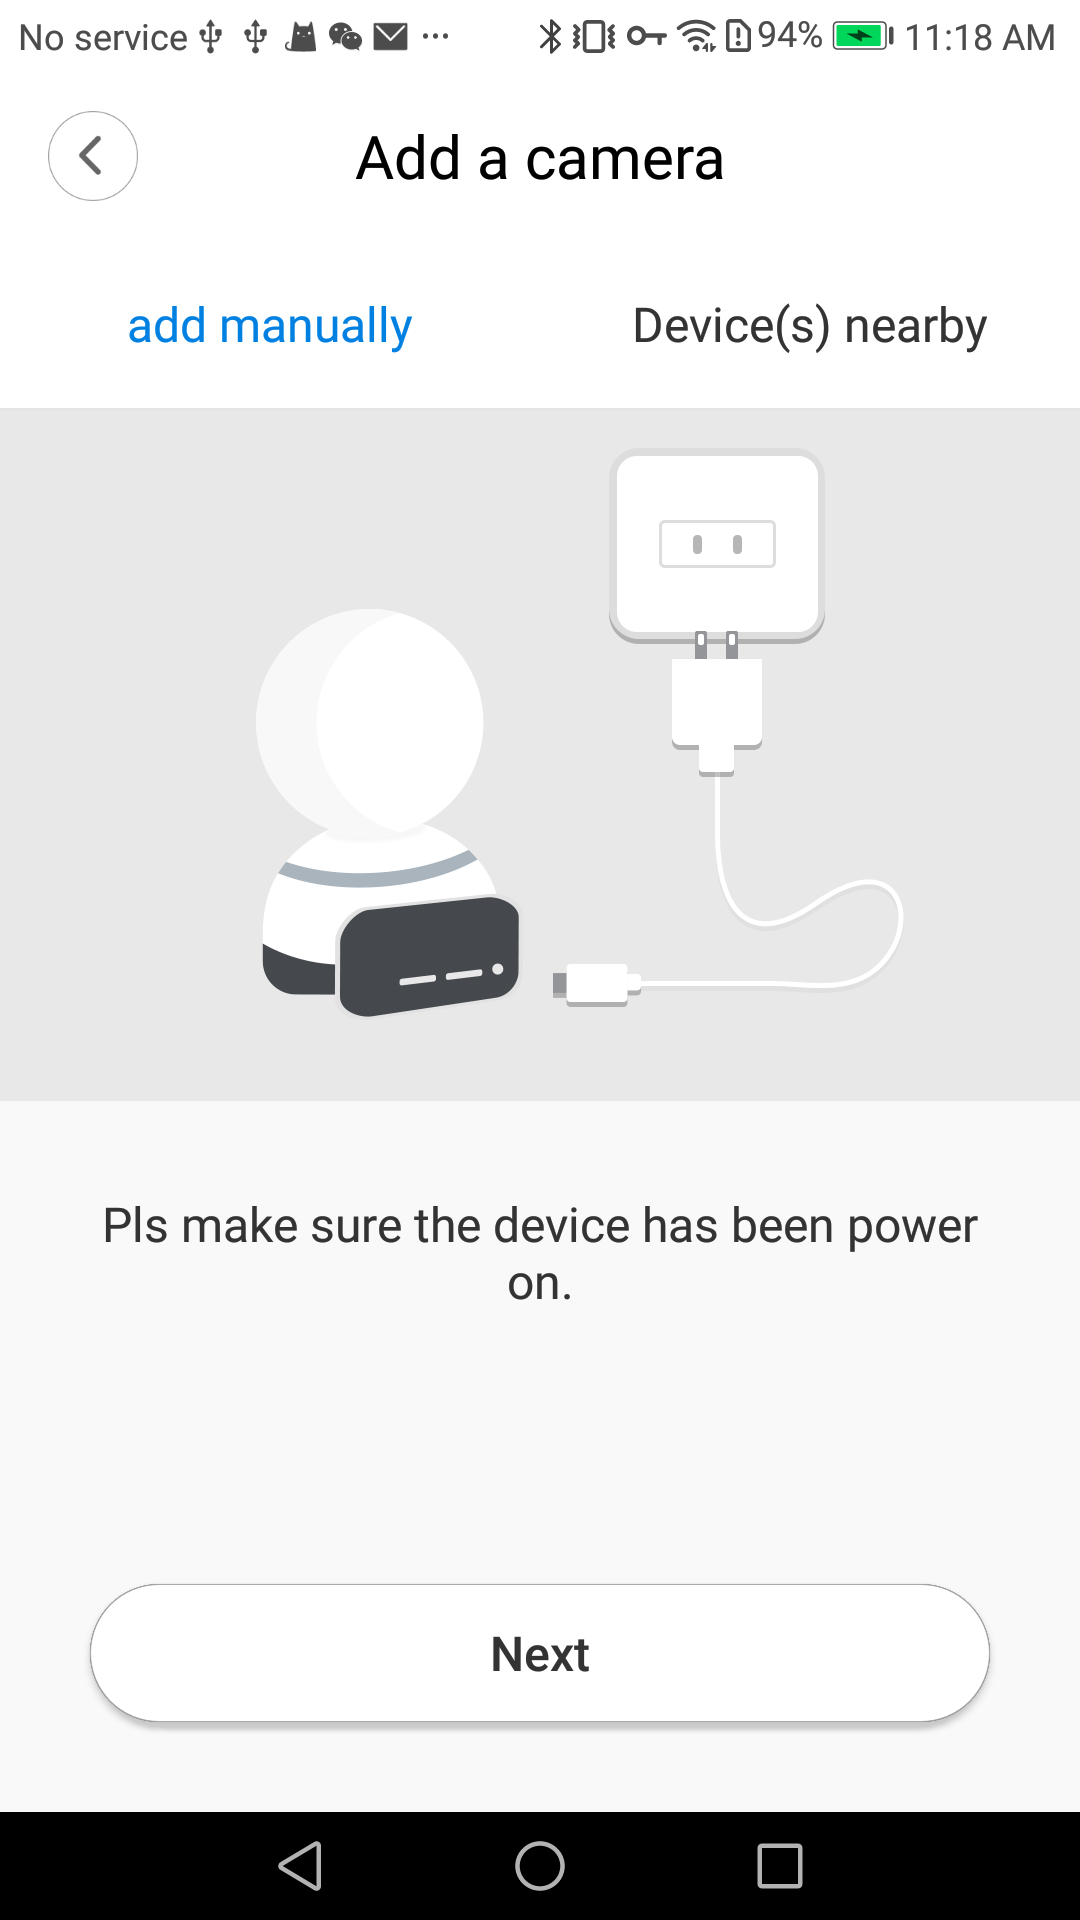 No service 94% 11:18 AM
Add a camera
add manually Device(s) nearby
Pls make sure the device has been power
on.
Next